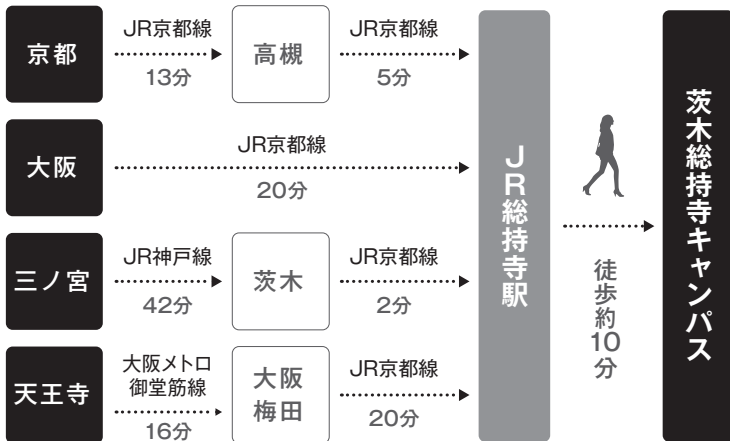 京都
JR京都線
13分
高槻
JR京都線
5分
大阪
JR京都線
20分
三ノ宮
JR神戸線
42分
茨木
JR京都線
2分
天王寺
大阪メトロ
御堂筋線
16分
大阪
梅田
JR京都線
20分
JR総持寺駅
徒歩約10分
茨木総持寺キャンパス